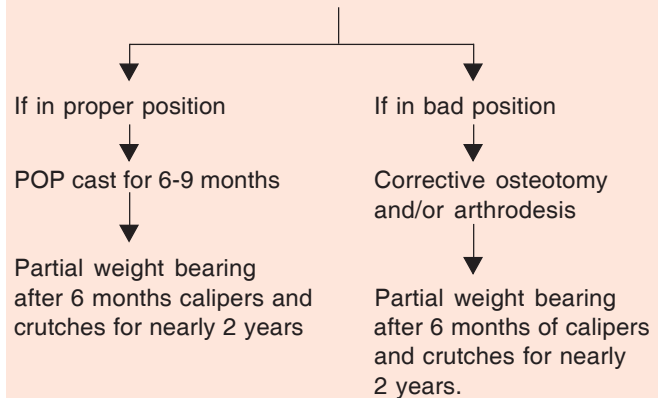 If in proper position
POP cast for 6-9 months
Partial weight bearing
after 6 months calipers and
crutches for nearly 2 years
If in bad position
Corrective osteotomy
and/or arthrodesis
Partial weight bearing
after 6 months of calipers
and crutches for nearly
2 years.